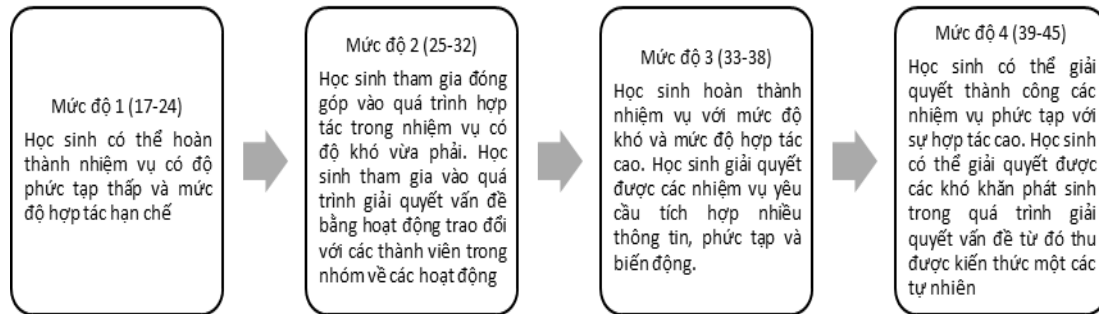 Mức độ 1 (17-24)
Học sinh có thể hoàn
thành nhiệm vụ có độ
phức tạp thấp và mức
độ hợp tác hạn chế
Mức độ 2 (25-32)
Học sinh tham gia đóng
góp vào quá trình hợp
tác trong nhiệm vụ có
độ khó vừa phải. Học
sinh tham gia vào quá
trình giải quyết vấn đề
bằng hoạt động trao đổi
với các thành viên trong
nhóm về các hoạt động
Mức độ 3 (33-38)
Học sinh hoàn thành
nhiệm vụ với mức độ
khó và mức độ hợp tác
cao. Học sinh giải quyết
được các nhiệm vụ yêu
cầu tích hợp nhiều
thông tin, phức tạp và
biến động.
Mức độ 4 (39-45)
Học sinh có thể giải
quyết thành công các
nhiệm vụ phức tạp với
sự hợp tác cao. Học sinh
có thể giải quyết được
các khó khăn phát sinh
trong quá trình giải
quyết vấn đề từ đó thu
được kiến thức một các
tự nhiên